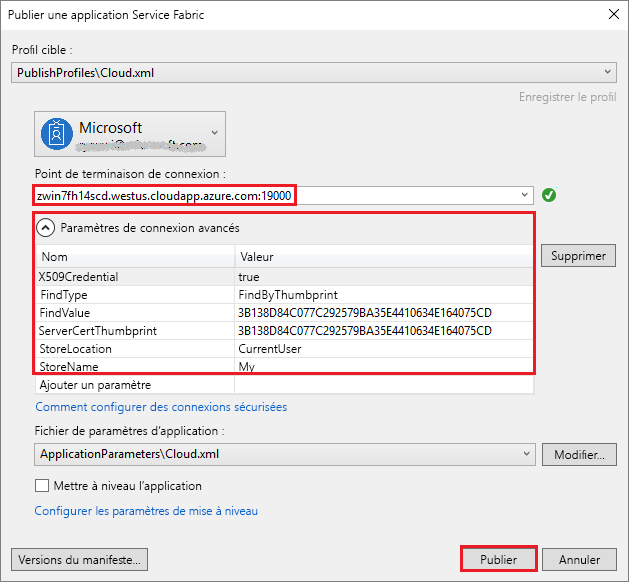 Publier une application Service Fabric
Profil cible :
PublishProfiles\Cloud.xml
Enregistrer le profil
Microsoft
Point de terminaison de connexion :
zwin7fh14scd.westus.cloudapp.azure.com:19000
Paramètres de connexion avancés
Supprimer
Nom Valeur
X509Credential true
FindType FindByThumbprint
FindValue 3B138D84C077C292579BA35E4410634E164075CD
ServerCertThumbprint 3B138D84C077C292579BA35E4410634E164075CD
StoreLocation CurrentUser
StoreName My
Ajouter un paramètre
Comment configurer des connexions sécurisées
Fichier de paramètres d'application :
ApplicationParameters\Cloud.xml
Modifier...
Mettre à niveau l'application
Configurer les paramètres de mise à niveau
Versions du manifeste...
Publier
Annuler